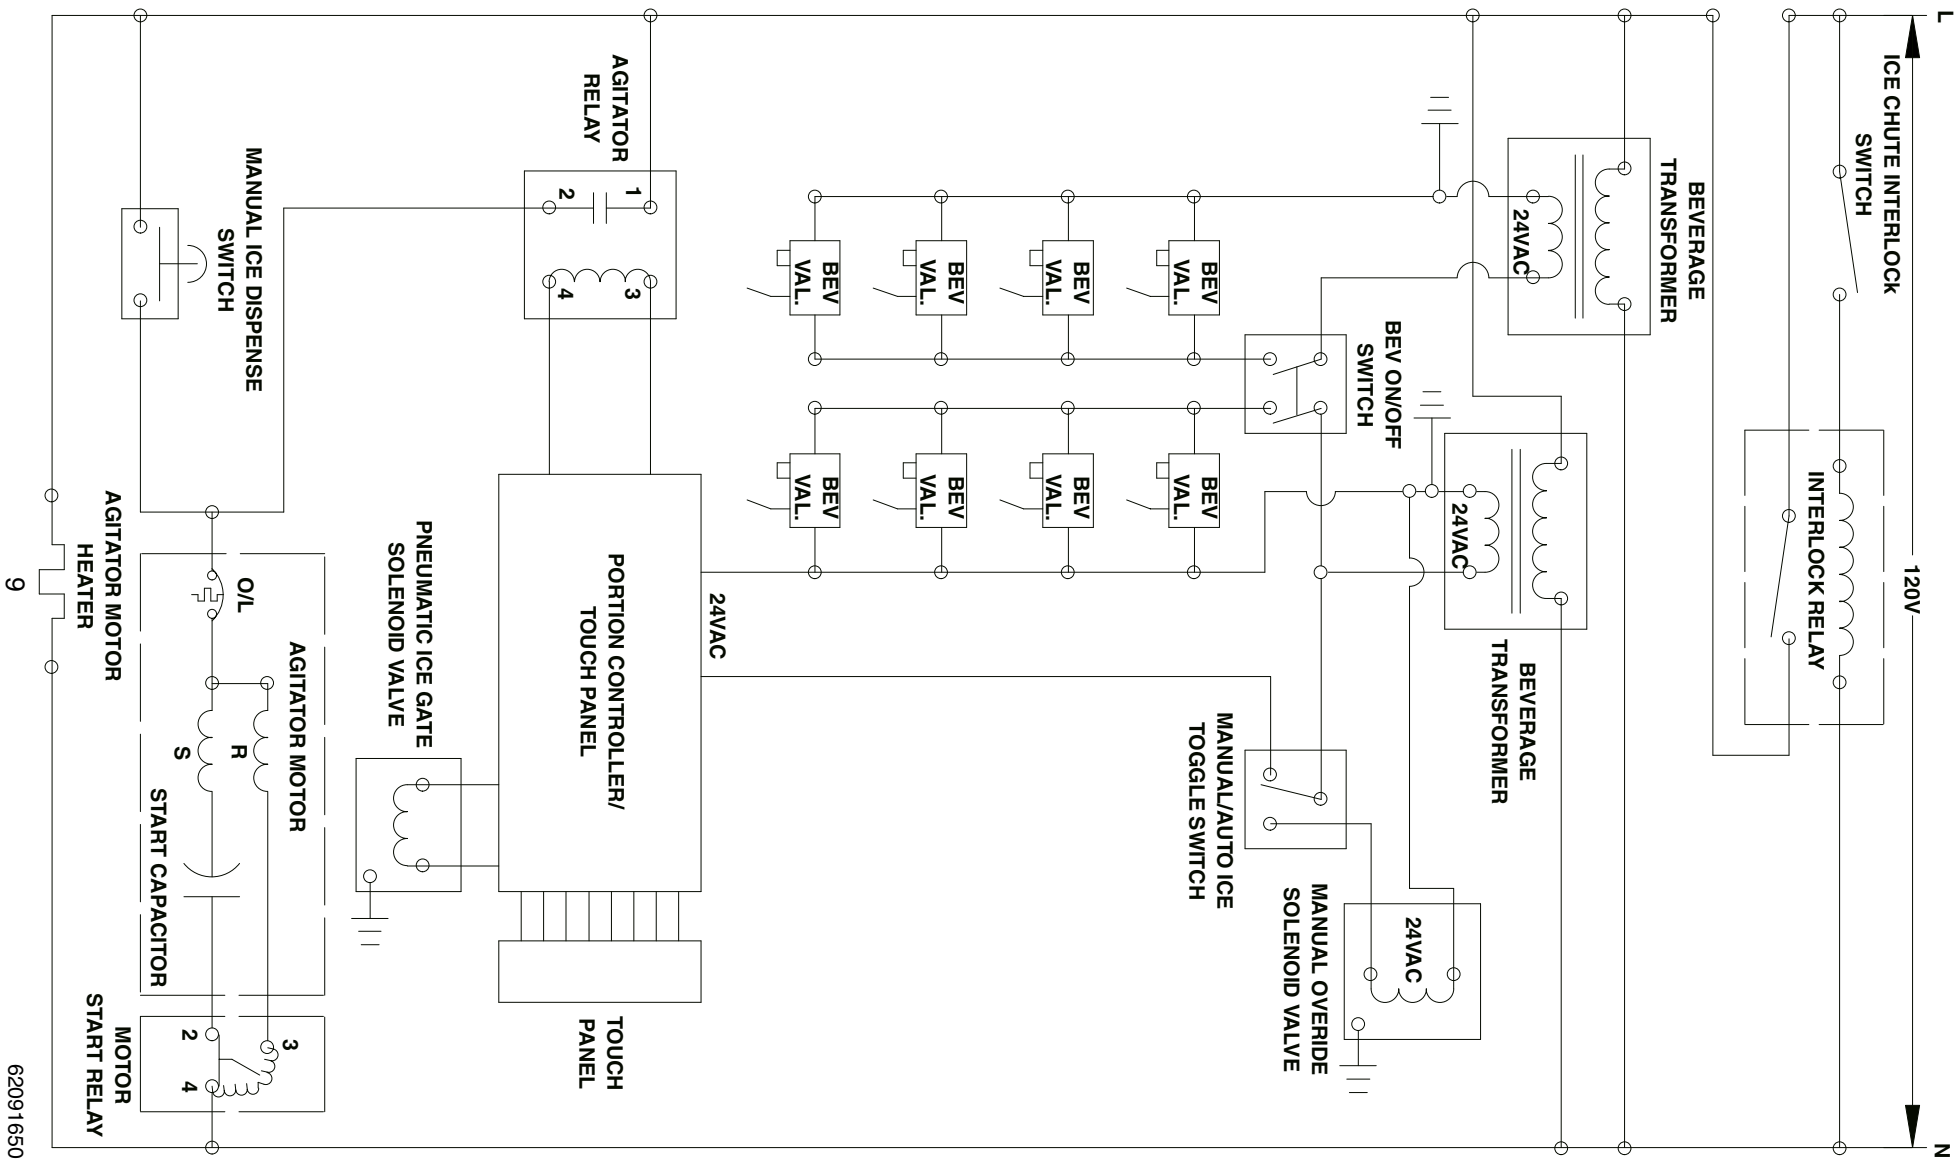 L
N
120V
ICE CHUTE INTERLOCK
SWITCH
INTERLOCK RELAY
BEVERAGE
TRANSFORMER
24VAC
BEVERAGE
TRANSFORMER
24VAC
BEV ON/OFF
SWITCH
BEV
VAL.
BEV
VAL.
BEV
VAL.
BEV
VAL.
BEV
VAL.
BEV
VAL.
BEV
VAL.
BEV
VAL.
MANUAL OVERIDE
SOLENOID VALVE
24VAC
MANUAL/AUTO ICE
TOGGLE SWITCH
24VAC
AGITATOR
RELAY
1
2
3
4
PORTION CONTROLLER/
TOUCH PANEL
TOUCH
PANEL
PNEUMATIC ICE GATE
SOLENOID VALVE
MANUAL ICE DISPENSE
SWITCH
O/L
AGITATOR MOTOR
R
S
START CAPACITOR
3
2
4
MOTOR
START RELAY
AGITATOR MOTOR
HEATER
9
62091650